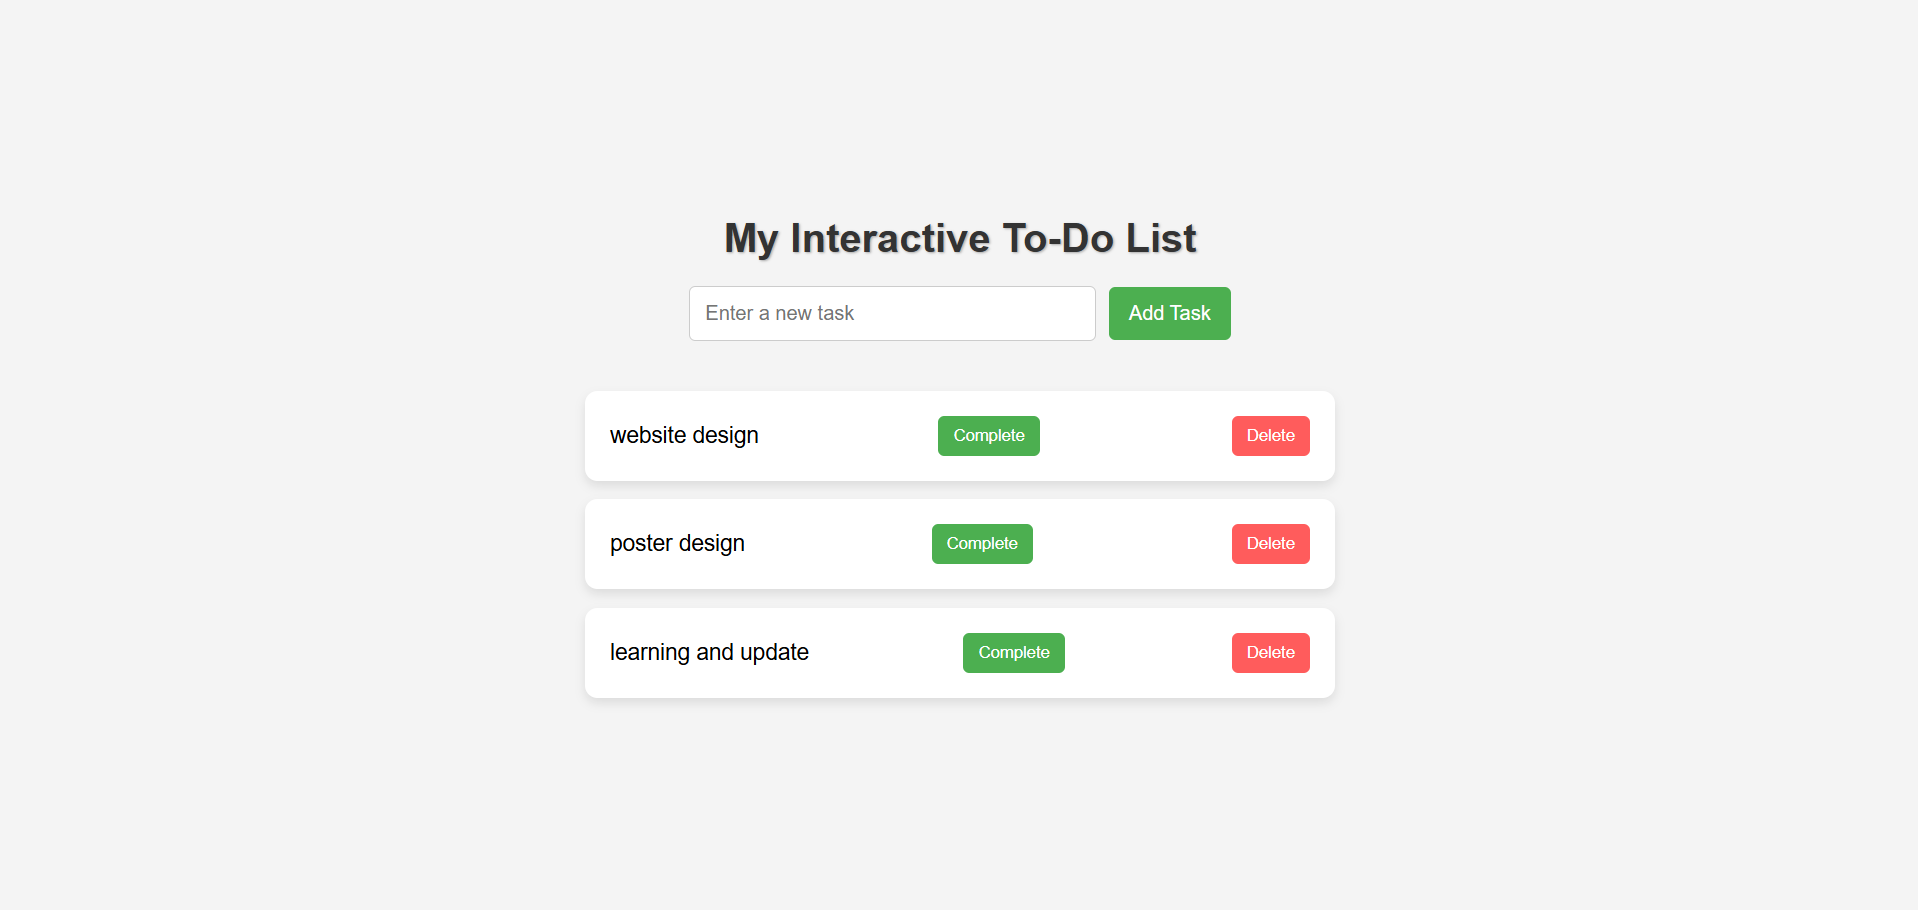 My Interactive To-Do List
Enter a new task Add Task
website design Complete Delete
poster design Complete Delete
learning and update Complete Delete